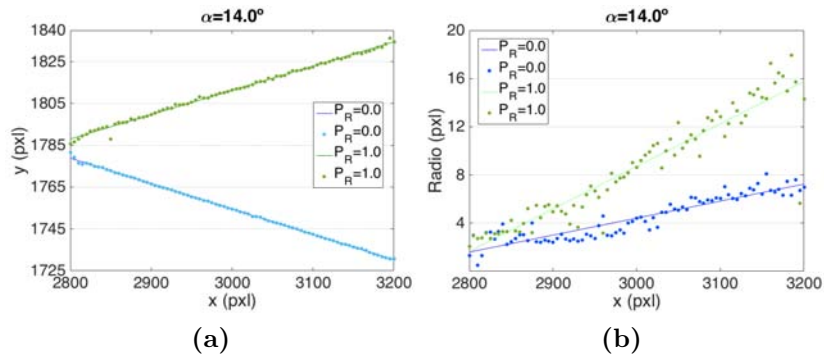 α=14.0º
1840
1825
1805
1785
1765
1745
1725
y (pxl)
P_R=0.0
P_R=0.0
P_R=1.0
P_R=1.0
2800 2900 3000 3100 3200
x (pxl)
(a)
α=14.0º
20
16
12
8
4
Radio (pxl)
P_R=0.0
P_R=0.0
P_R=1.0
P_R=1.0
2800 2900 3000 3100 3200
x (pxl)
(b)